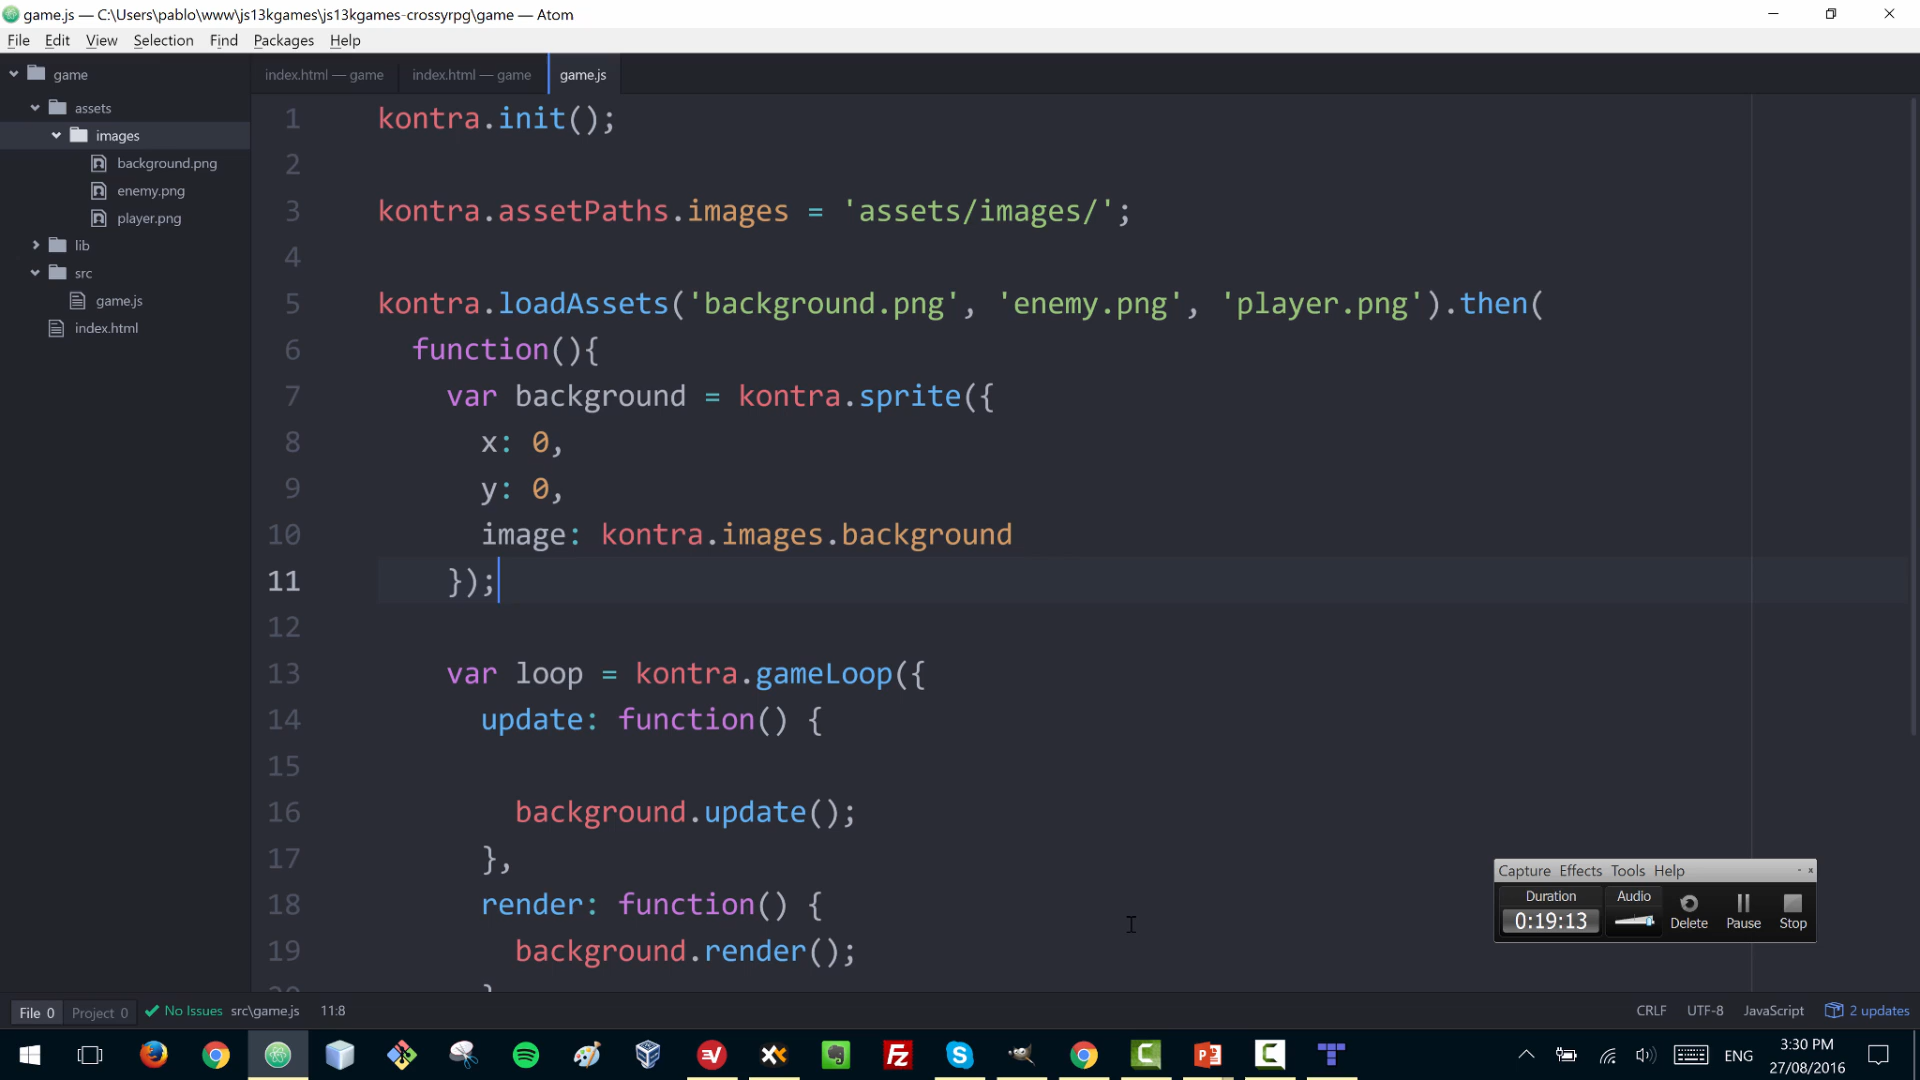 game.js — C:\Users\pablo\www\js13kgames\js13kgames-crossyrpg\game — Atom
File Edit View Selection Find Packages Help
game
assets
images
background.png
enemy.png
player.png
lib
src
game.js
index.html
index.html — game index.html — game game.js
1 kontra.init();
2
3 kontra.assetPaths.images = 'assets/images/';
4
5 kontra.loadAssets('background.png', 'enemy.png', 'player.png').then(
6 function(){
7 var background = kontra.sprite({
8 x: 0,
9 y: 0,
10 image: kontra.images.background
11 });
12
13 var loop = kontra.gameLoop({
14 update: function() {
15
16 background.update();
17 },
18 render: function() {
19 background.render();
Capture Effects Tools Help
Duration Audio
0:19:13 Delete Pause Stop
File 0 Project 0 No Issues src\game.js 11:8 CRLF UTF-8 JavaScript 2 updates
ENG 3:30 PM
27/08/2016